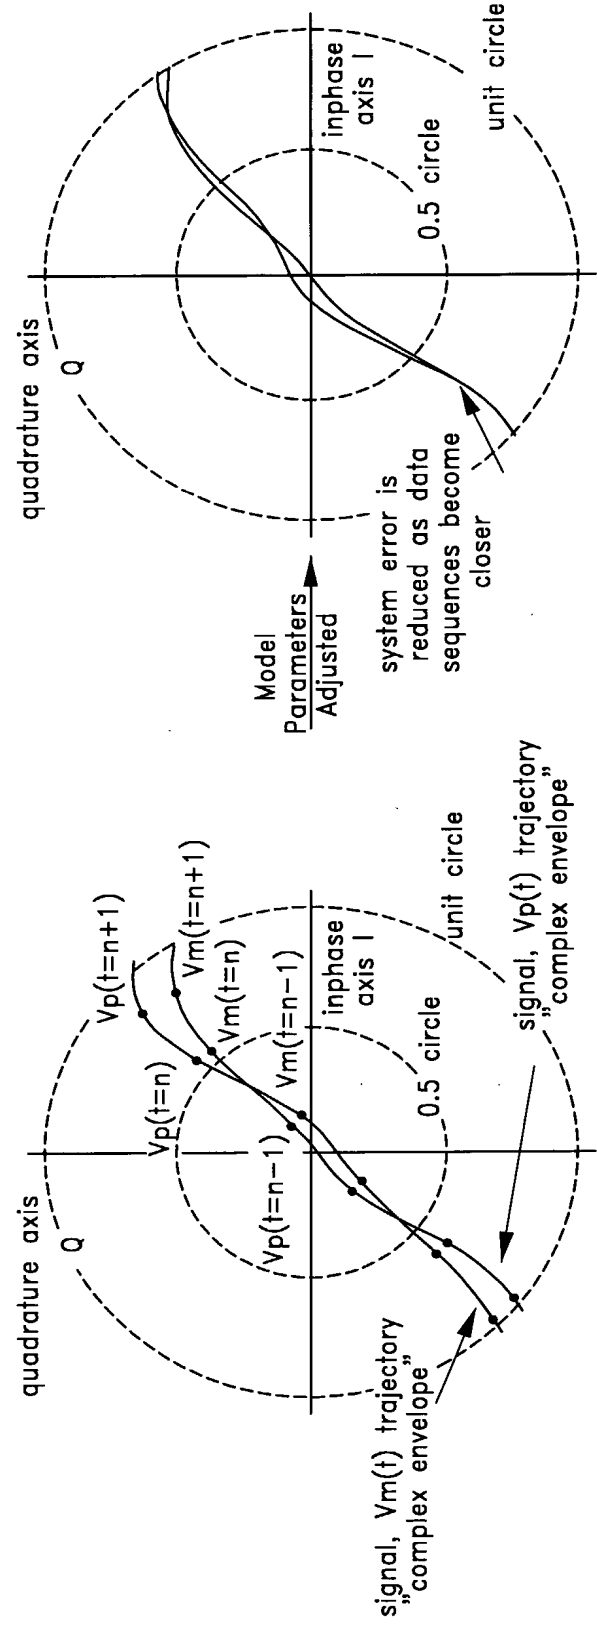 quadrature axis
Q
Vp(t=n+1)
Vp(t=n)
Vm(t=n+1)
Vm(t=n)
Vp(t=n−1)
Vm(t=n−1)
inphase
axis I
0.5 circle
unit circle
signal, Vm(t) trajectory
„complex envelope”
signal, Vp(t) trajectory
„complex envelope”
Model
Parameters
Adjusted
quadrature axis
Q
inphase
axis I
0.5 circle
unit circle
system error is
reduced as data
sequences become
closer